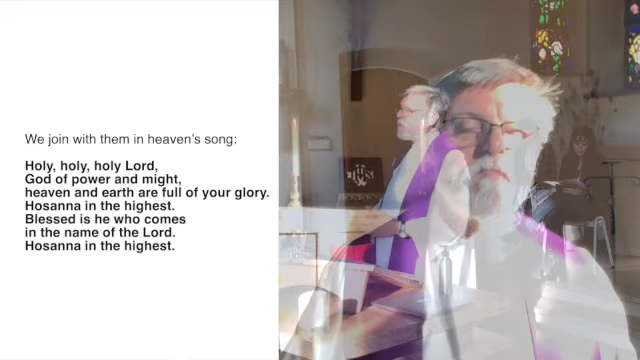 We join with them in heaven's song:
Holy, holy, holy Lord,
God of power and might,
heaven and earth are full of your glory.
Hosanna in the highest.
Blessed is he who comes
in the name of the Lord.
Hosanna in the highest.